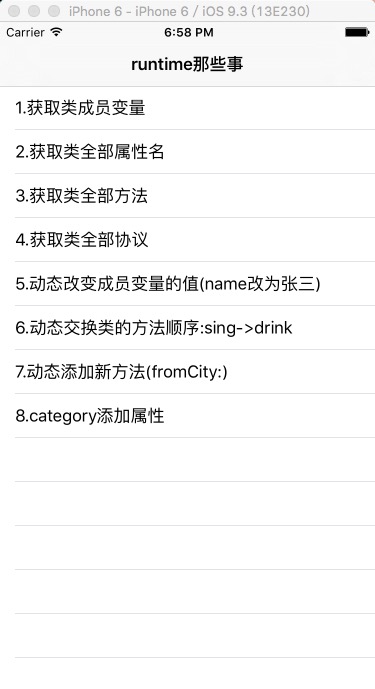 iPhone 6 - iPhone 6 / iOS 9.3 (13E230)
Carrier 6:58 PM
runtime那些事
1.获取类成员变量
2.获取类全部属性名
3.获取类全部方法
4.获取类全部协议
5.动态改变成员变量的值(name改为张三)
6.动态交换类的方法顺序:sing->drink
7.动态添加新方法(fromCity:)
8.category添加属性